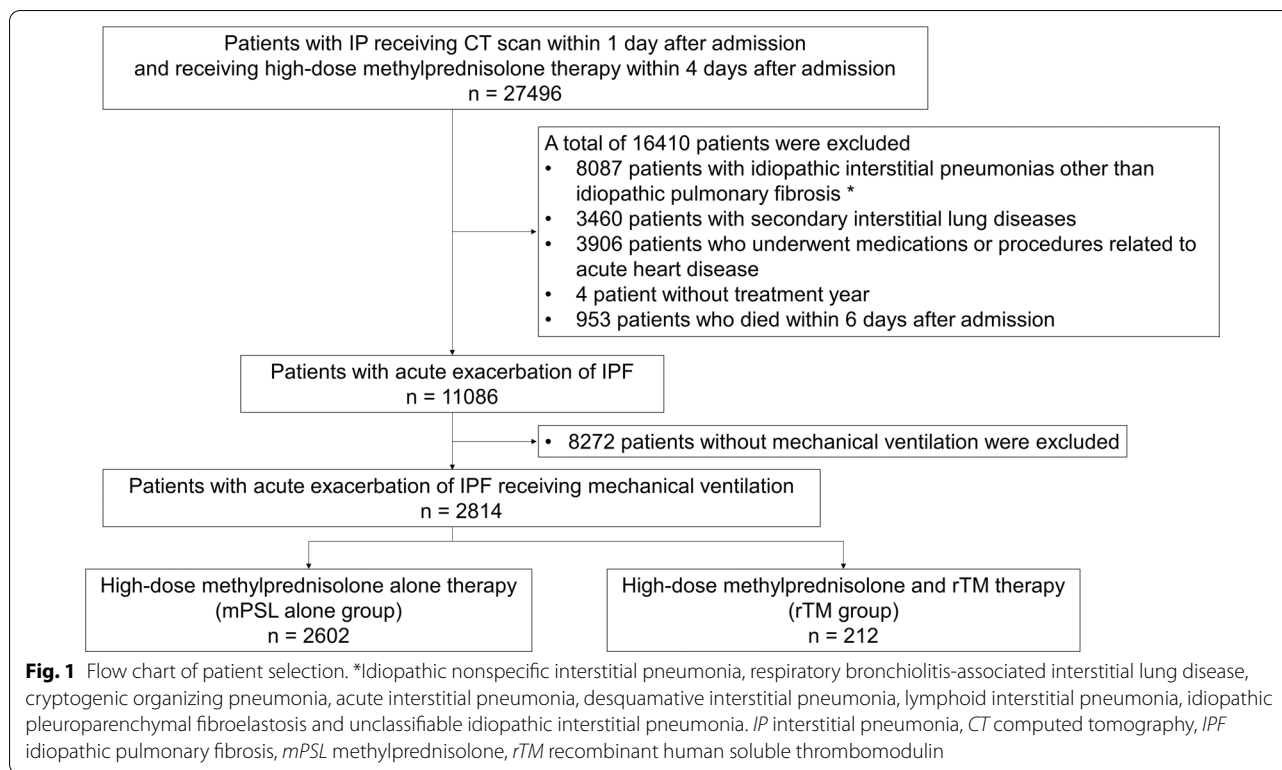 Patients with IP receiving CT scan within 1 day after admission
and receiving high-dose methylprednisolone therapy within 4 days after admission
n = 27496
A total of 16410 patients were excluded
• 8087 patients with idiopathic interstitial pneumonias other than
idiopathic pulmonary fibrosis *
• 3460 patients with secondary interstitial lung diseases
• 3906 patients who underwent medications or procedures related to
acute heart disease
• 4 patient without treatment year
• 953 patients who died within 6 days after admission
Patients with acute exacerbation of IPF
n = 11086
• 8272 patients without mechanical ventilation were excluded
Patients with acute exacerbation of IPF receiving mechanical ventilation
n = 2814
High-dose methylprednisolone alone therapy
(mPSL alone group)
n = 2602
High-dose methylprednisolone and rTM therapy
(rTM group)
n = 212
Fig. 1 Flow chart of patient selection. *Idiopathic nonspecific interstitial pneumonia, respiratory bronchiolitis-associated interstitial lung disease,
cryptogenic organizing pneumonia, acute interstitial pneumonia, desquamative interstitial pneumonia, lymphoid interstitial pneumonia, idiopathic
pleuroparenchymal fibroelastosis and unclassifiable idiopathic interstitial pneumonia. IP interstitial pneumonia, CT computed tomography, IPF
idiopathic pulmonary fibrosis, mPSL methylprednisolone, rTM recombinant human soluble thrombomodulin